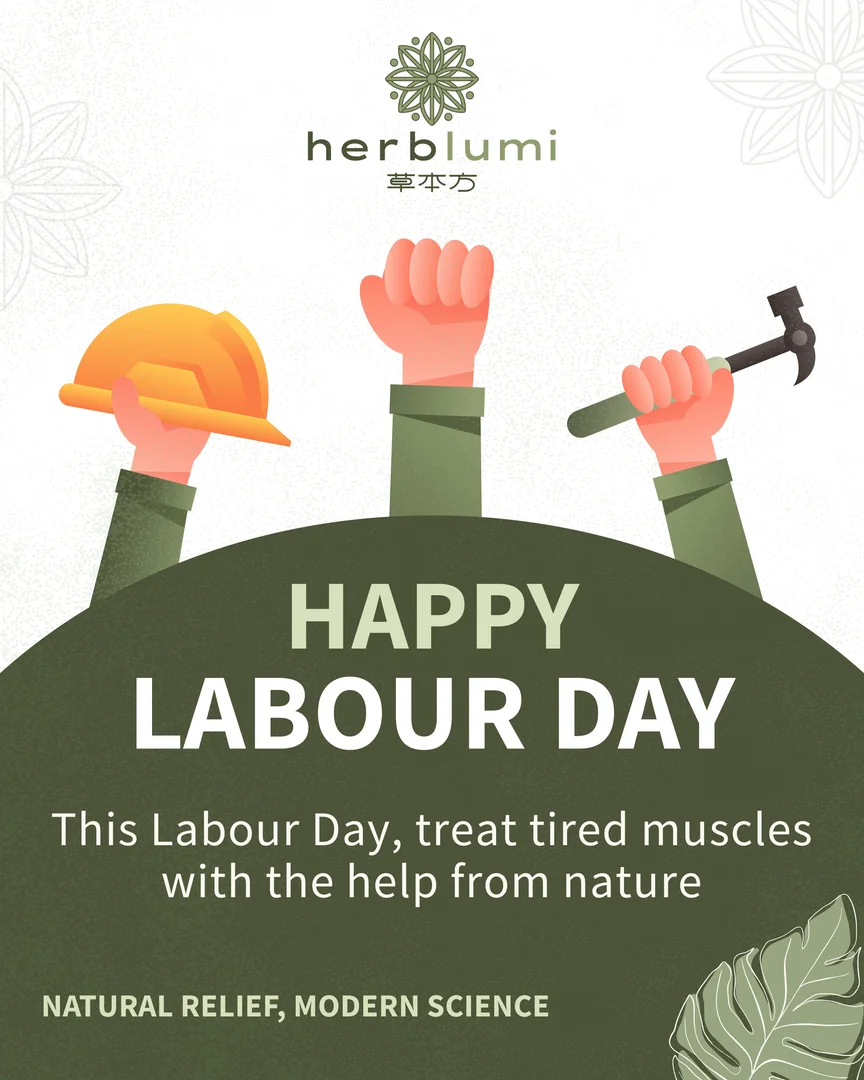 herblumi
草本方
HAPPY
LABOUR DAY
This Labour Day, treat tired muscles
with the help from nature
NATURAL RELIEF, MODERN SCIENCE